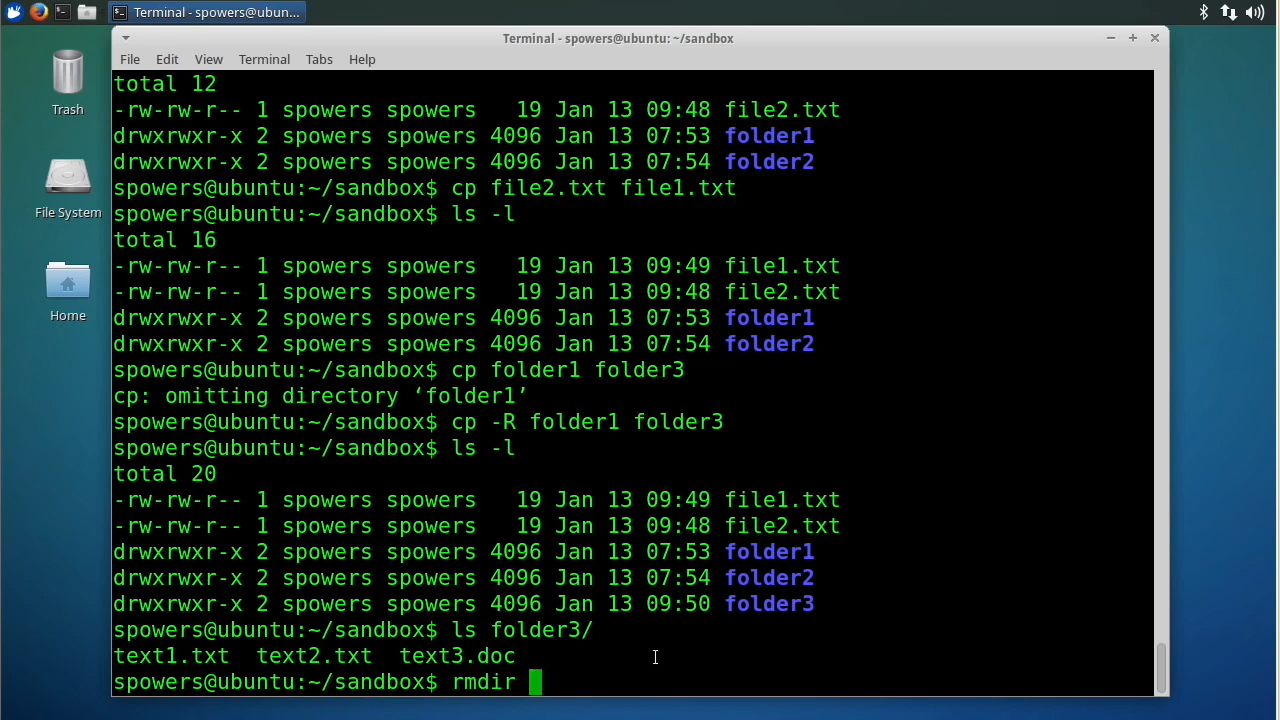 Terminal - spowers@ubun...
Terminal - spowers@ubuntu: ~/sandbox
File Edit View Terminal Tabs Help
Trash
File System
Home
total 12
-rw-rw-r-- 1 spowers spowers   19 Jan 13 09:48 file2.txt
drwxrwxr-x 2 spowers spowers 4096 Jan 13 07:53 folder1
drwxrwxr-x 2 spowers spowers 4096 Jan 13 07:54 folder2
spowers@ubuntu:~/sandbox$ cp file2.txt file1.txt
spowers@ubuntu:~/sandbox$ ls -l
total 16
-rw-rw-r-- 1 spowers spowers   19 Jan 13 09:49 file1.txt
-rw-rw-r-- 1 spowers spowers   19 Jan 13 09:48 file2.txt
drwxrwxr-x 2 spowers spowers 4096 Jan 13 07:53 folder1
drwxrwxr-x 2 spowers spowers 4096 Jan 13 07:54 folder2
spowers@ubuntu:~/sandbox$ cp folder1 folder3
cp: omitting directory ‘folder1’
spowers@ubuntu:~/sandbox$ cp -R folder1 folder3
spowers@ubuntu:~/sandbox$ ls -l
total 20
-rw-rw-r-- 1 spowers spowers   19 Jan 13 09:49 file1.txt
-rw-rw-r-- 1 spowers spowers   19 Jan 13 09:48 file2.txt
drwxrwxr-x 2 spowers spowers 4096 Jan 13 07:53 folder1
drwxrwxr-x 2 spowers spowers 4096 Jan 13 07:54 folder2
drwxrwxr-x 2 spowers spowers 4096 Jan 13 09:50 folder3
spowers@ubuntu:~/sandbox$ ls folder3/
text1.txt  text2.txt  text3.doc
spowers@ubuntu:~/sandbox$ rmdir